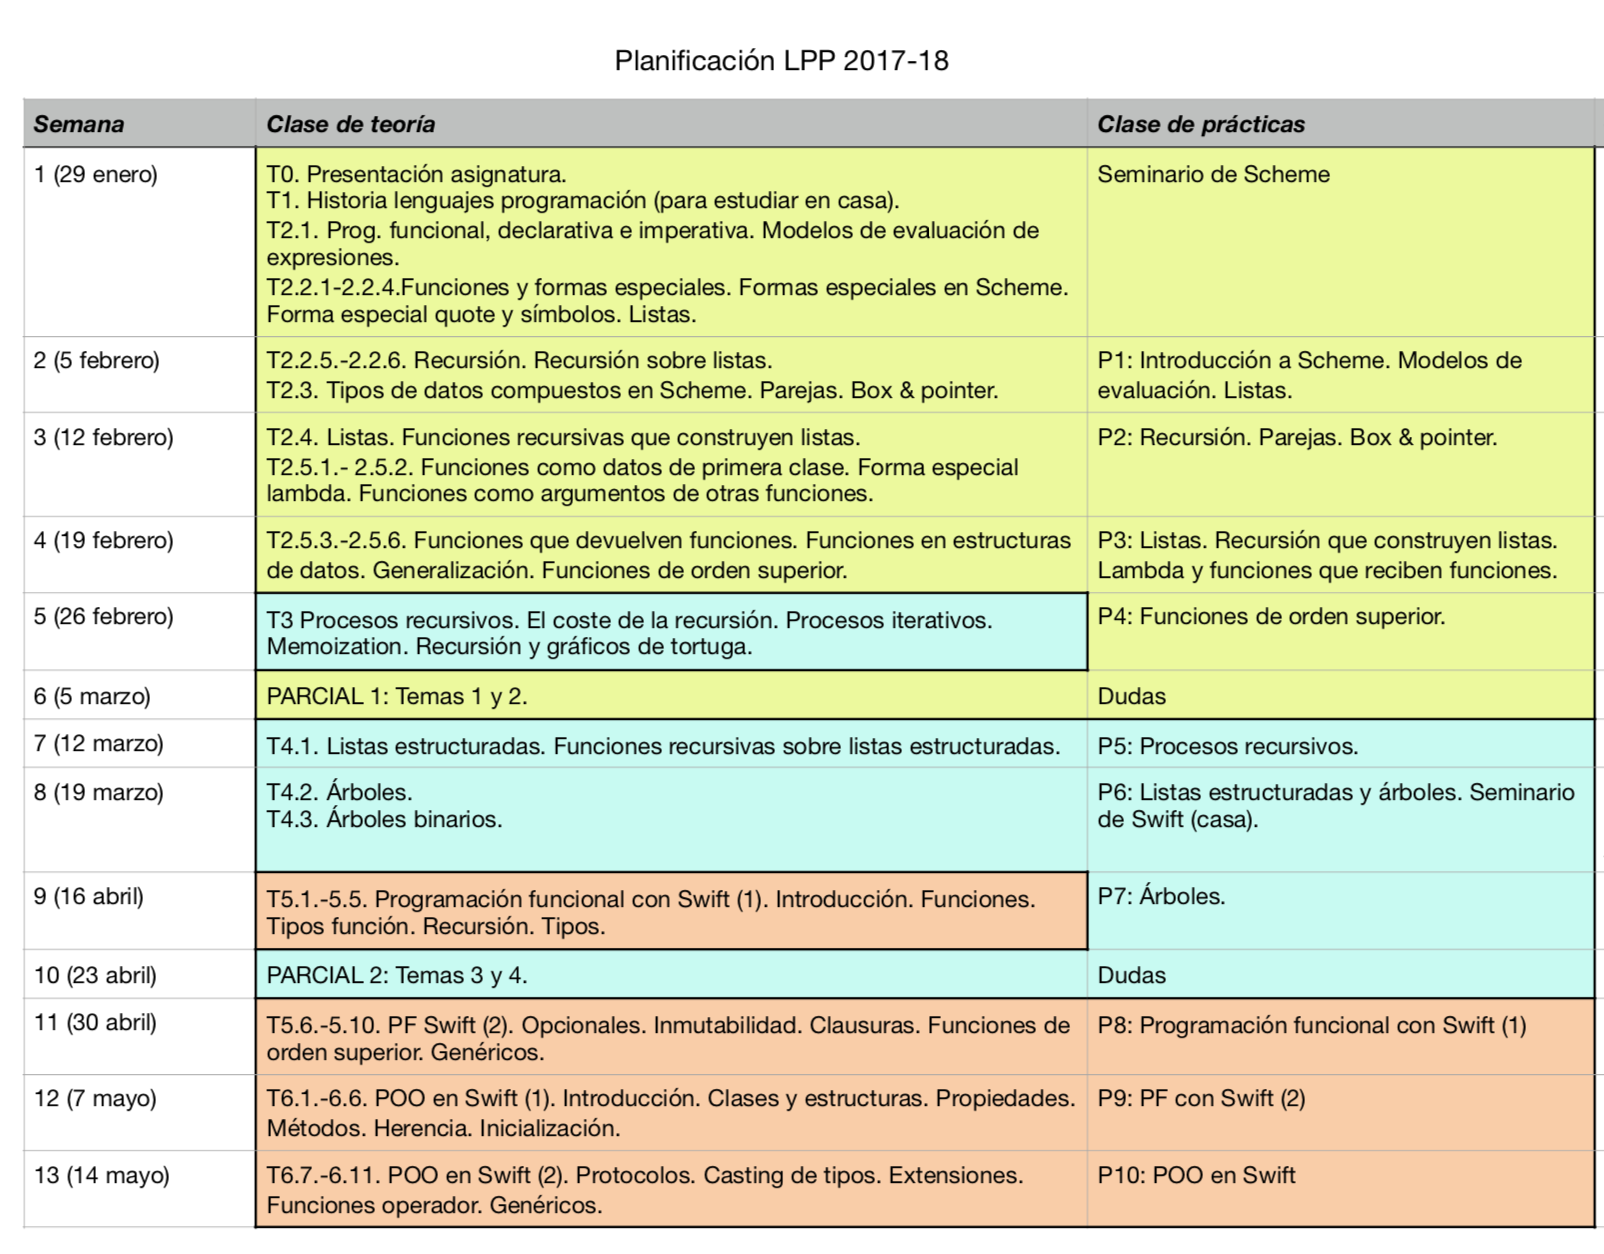 Planificación LPP 2017-18
Semana
Clase de teoría
Clase de prácticas
1 (29 enero)
T0. Presentación asignatura.
T1. Historia lenguajes programación (para estudiar en casa).
T2.1. Prog. funcional, declarativa e imperativa. Modelos de evaluación de
expresiones.
T2.2.1-2.2.4.Funciones y formas especiales. Formas especiales en Scheme.
Forma especial quote y símbolos. Listas.
Seminario de Scheme
2 (5 febrero)
T2.2.5.-2.2.6. Recursión. Recursión sobre listas.
T2.3. Tipos de datos compuestos en Scheme. Parejas. Box & pointer.
P1: Introducción a Scheme. Modelos de
evaluación. Listas.
3 (12 febrero)
T2.4. Listas. Funciones recursivas que construyen listas.
T2.5.1.- 2.5.2. Funciones como datos de primera clase. Forma especial
lambda. Funciones como argumentos de otras funciones.
P2: Recursión. Parejas. Box & pointer.
4 (19 febrero)
T2.5.3.-2.5.6. Funciones que devuelven funciones. Funciones en estructuras
de datos. Generalización. Funciones de orden superior.
P3: Listas. Recursión que construyen listas.
Lambda y funciones que reciben funciones.
5 (26 febrero)
T3 Procesos recursivos. El coste de la recursión. Procesos iterativos.
Memoization. Recursión y gráficos de tortuga.
P4: Funciones de orden superior.
6 (5 marzo)
PARCIAL 1: Temas 1 y 2.
Dudas
7 (12 marzo)
T4.1. Listas estructuradas. Funciones recursivas sobre listas estructuradas.
P5: Procesos recursivos.
8 (19 marzo)
T4.2. Árboles.
T4.3. Árboles binarios.
P6: Listas estructuradas y árboles. Seminario
de Swift (casa).
9 (16 abril)
T5.1.-5.5. Programación funcional con Swift (1). Introducción. Funciones.
Tipos función. Recursión. Tipos.
P7: Árboles.
10 (23 abril)
PARCIAL 2: Temas 3 y 4.
Dudas
11 (30 abril)
T5.6.-5.10. PF Swift (2). Opcionales. Inmutabilidad. Clausuras. Funciones de
orden superior. Genéricos.
P8: Programación funcional con Swift (1)
12 (7 mayo)
T6.1.-6.6. POO en Swift (1). Introducción. Clases y estructuras. Propiedades.
Métodos. Herencia. Inicialización.
P9: PF con Swift (2)
13 (14 mayo)
T6.7.-6.11. POO en Swift (2). Protocolos. Casting de tipos. Extensiones.
Funciones operador. Genéricos.
P10: POO en Swift